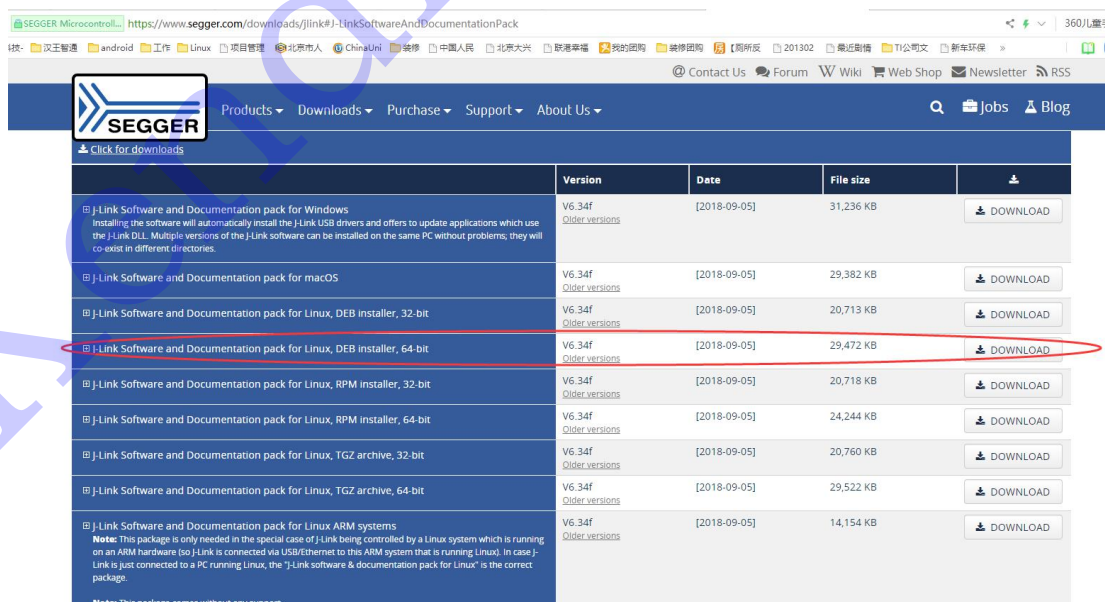 SEGGER Microcontroll... https://www.segger.com/downloads/jlink#J-LinkSoftwareAndDocumentationPack 360儿童
技- 汉王智通 android 工作 Linux 项目管理 北京市人 ChinaUni 装修 中国人民 北京大兴 联港幸福 我的团购 装修团购 【厕所反 201302 最近剧情 TI公司文 新车环保 »
Contact Us Forum Wiki Web Shop Newsletter RSS
SEGGER Products Downloads Purchase Support About Us Jobs Blog
Click for downloads
Version Date File size
J-Link Software and Documentation pack for Windows V6.34f [2018-09-05] 31,236 KB DOWNLOAD
Older versions
Installing the software will automatically install the J-Link USB drivers and offers to update applications which use
the J-Link DLL. Multiple versions of the J-Link software can be installed on the same PC without problems; they will
co-exist in different directories.
J-Link Software and Documentation pack for macOS V6.34f [2018-09-05] 29,382 KB DOWNLOAD
Older versions
J-Link Software and Documentation pack for Linux, DEB installer, 32-bit V6.34f [2018-09-05] 20,713 KB DOWNLOAD
Older versions
J-Link Software and Documentation pack for Linux, DEB installer, 64-bit V6.34f [2018-09-05] 29,472 KB DOWNLOAD
Older versions
J-Link Software and Documentation pack for Linux, RPM installer, 32-bit V6.34f [2018-09-05] 20,718 KB DOWNLOAD
Older versions
J-Link Software and Documentation pack for Linux, RPM installer, 64-bit V6.34f [2018-09-05] 24,244 KB DOWNLOAD
Older versions
J-Link Software and Documentation pack for Linux, TGZ archive, 32-bit V6.34f [2018-09-05] 20,760 KB DOWNLOAD
Older versions
J-Link Software and Documentation pack for Linux, TGZ archive, 64-bit V6.34f [2018-09-05] 29,522 KB DOWNLOAD
Older versions
J-Link Software and Documentation pack for Linux ARM systems V6.34f [2018-09-05] 14,154 KB DOWNLOAD
Older versions
Note: This package is only needed in the special case of J-Link being controlled by a Linux system which is running
on an ARM hardware (so J-Link is connected via USB/Ethernet to this ARM system that is running Linux). In case J-
Link is just connected to a PC running Linux, the "J-Link software & documentation pack for Linux" is the correct
package.
Note: This package comes without any support